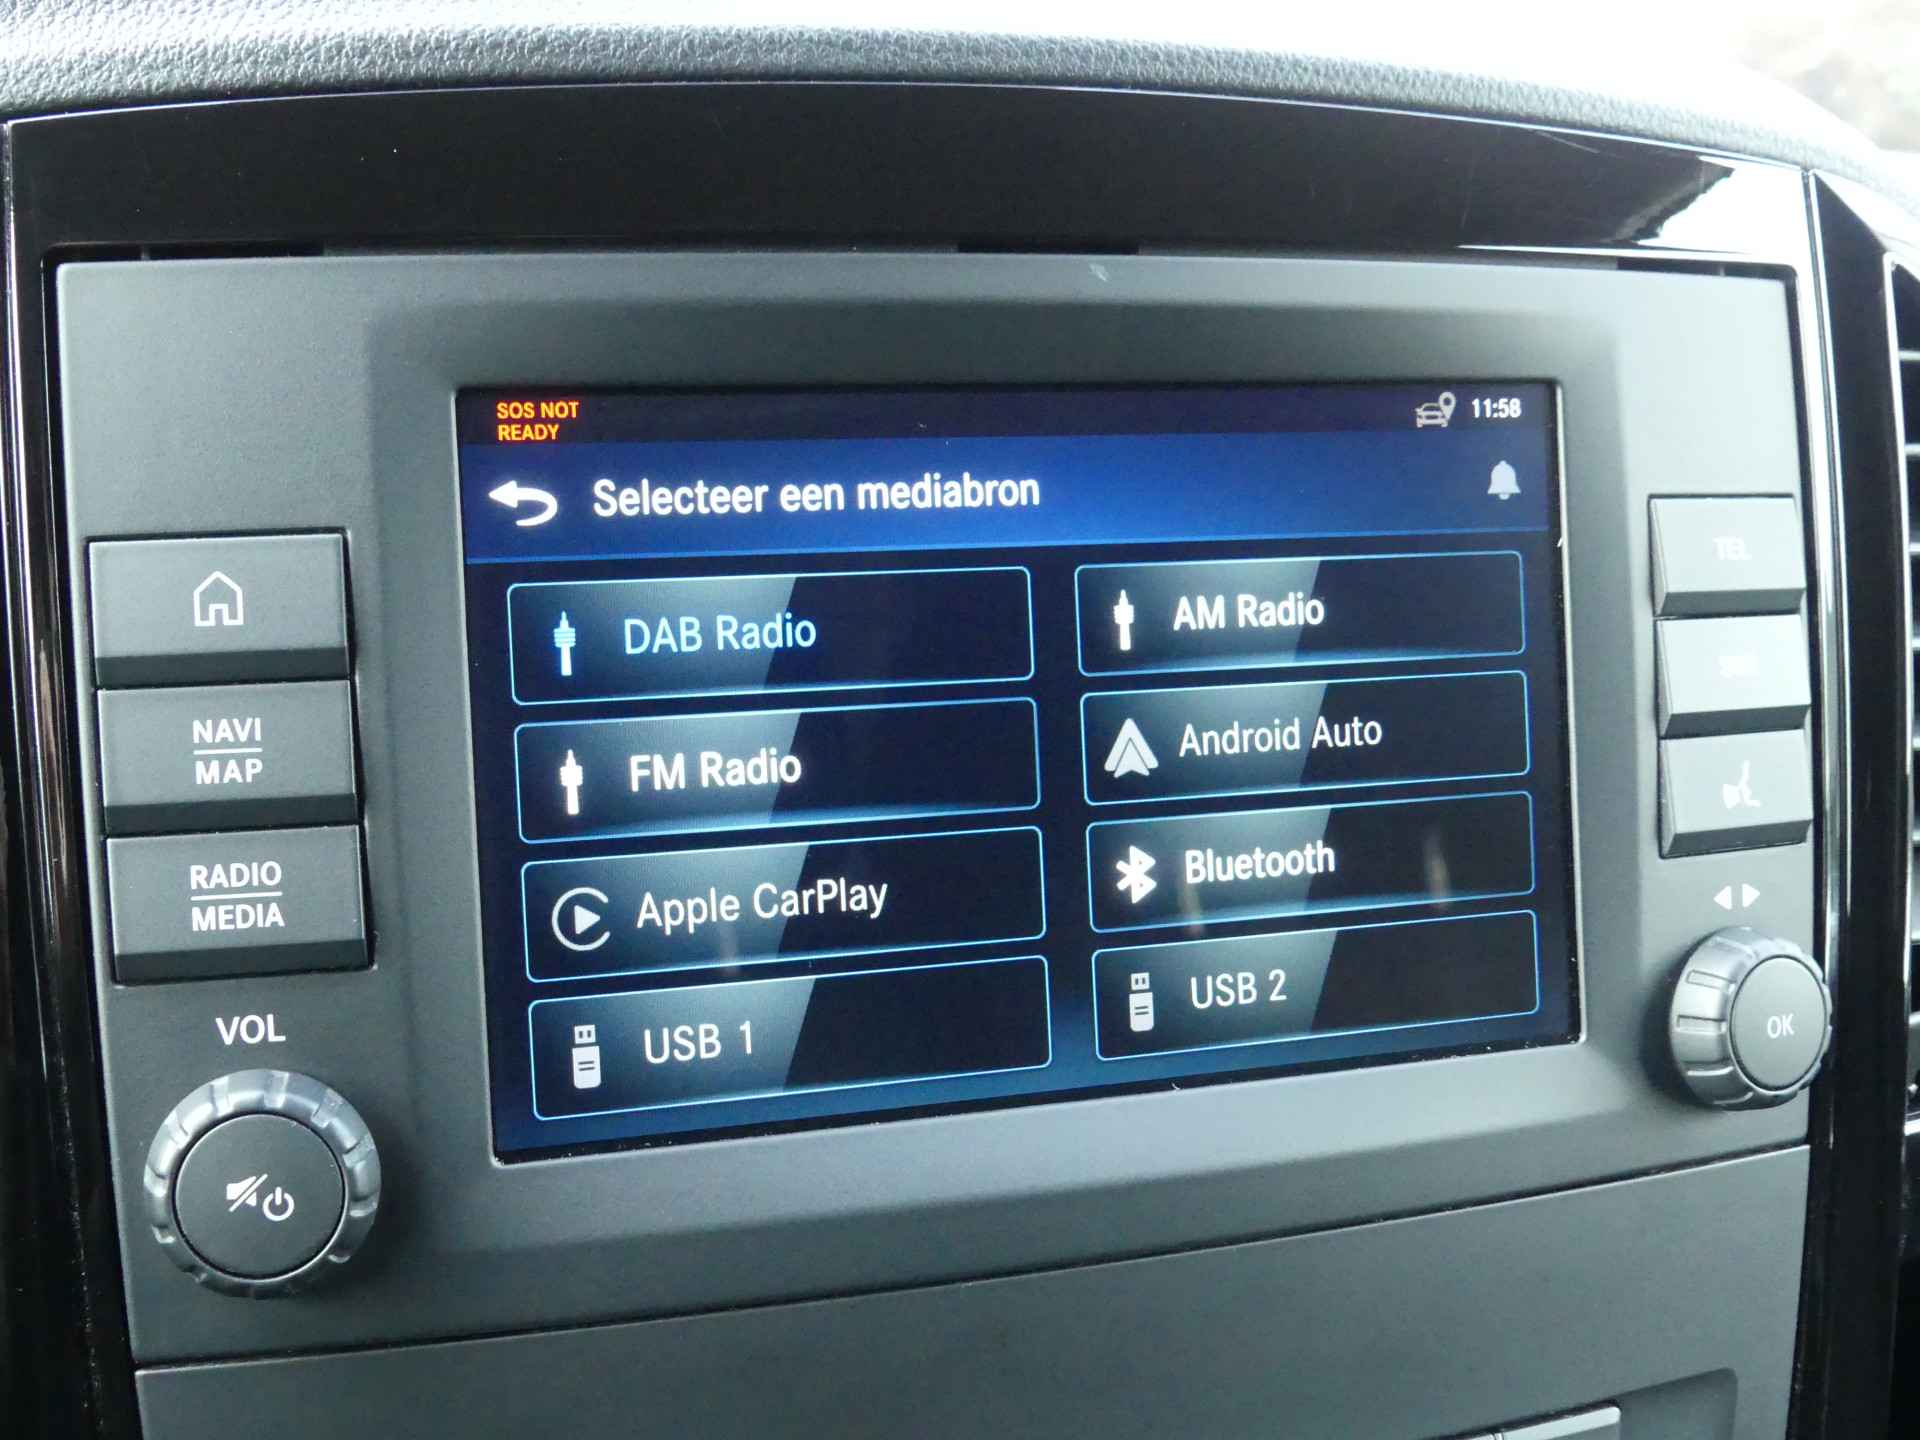 SOS NOT
READY
11:58
Selecteer een mediabron
DAB Radio
AM Radio
FM Radio
Android Auto
Apple CarPlay
Bluetooth
USB 1
USB 2
NAVI
MAP
RADIO
MEDIA
VOL
TEL
OK